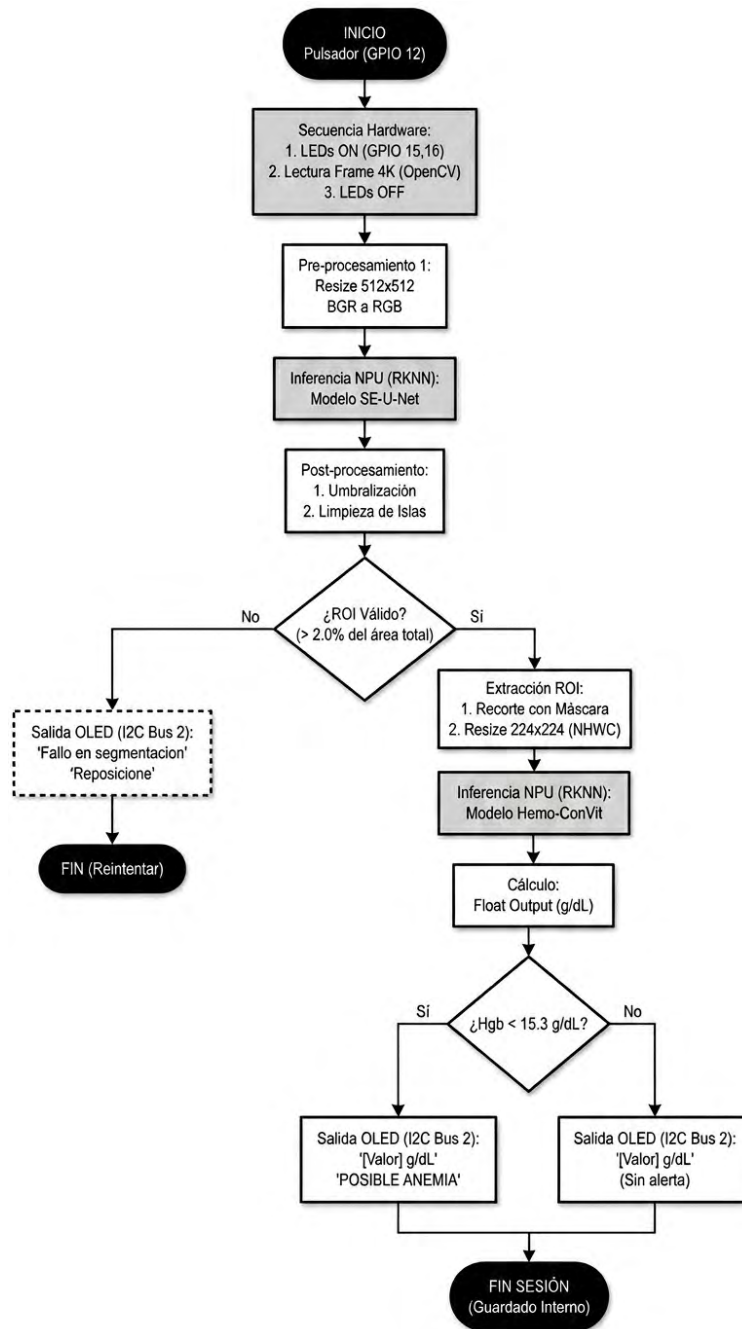 INICIO
Pulsador (GPIO 12)
Secuencia Hardware:
1. LEDs ON (GPIO 15,16)
2. Lectura Frame 4K (OpenCV)
3. LEDs OFF
Pre-procesamiento 1:
Resize 512x512
BGR a RGB
Inferencia NPU (RKNN):
Modelo SE-U-Net
Post-procesamiento:
1. Umbralización
2. Limpieza de Islas
¿ROI Válido?
(> 2.0% del área total)
No
Sí
Salida OLED (I2C Bus 2):
'Fallo en segmentacion'
'Reposicione'
FIN (Reintentar)
Extracción ROI:
1. Recorte con Máscara
2. Resize 224x224 (NHWC)
Inferencia NPU (RKNN):
Modelo Hemo-ConVit
Cálculo:
Float Output (g/dL)
¿Hgb < 15.3 g/dL?
Sí
No
Salida OLED (I2C Bus 2):
'[Valor] g/dL'
'POSIBLE ANEMIA'
Salida OLED (I2C Bus 2):
'[Valor] g/dL'
(Sin alerta)
FIN SESIÓN
(Guardado Interno)